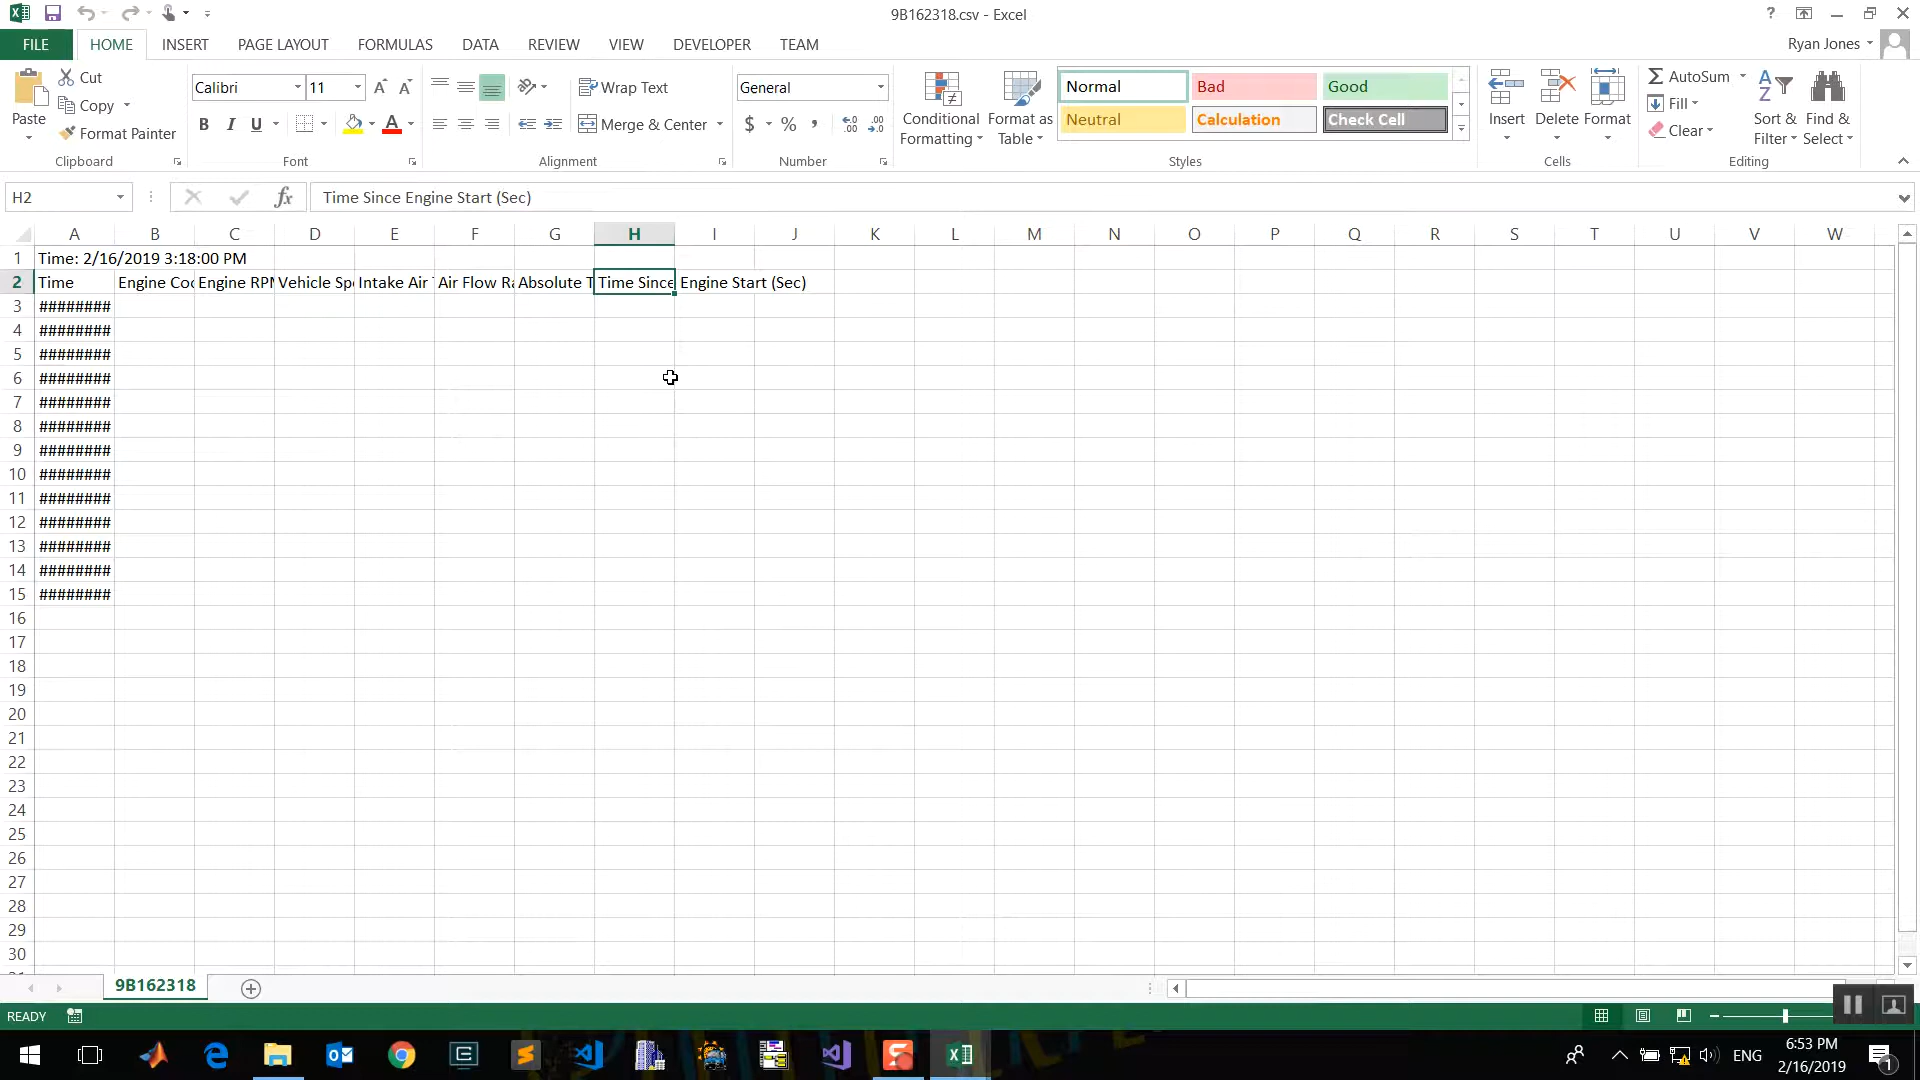 9B162318.csv - Excel
FILE HOME INSERT PAGE LAYOUT FORMULAS DATA REVIEW VIEW DEVELOPER TEAM
Ryan Jones
Paste
Cut
Copy
Format Painter
Clipboard
Calibri 11
B I U
Font
Wrap Text
Merge & Center
Alignment
General
$ % ,
Number
Conditional Formatting
Format as Table
Normal Bad Good
Neutral Calculation Check Cell
Styles
Insert Delete Format
Cells
AutoSum
Fill
Clear
Sort & Filter
Find & Select
Editing
H2
fx Time Since Engine Start (Sec)
A B C D E F G H I J K L M N O P Q R S T U V W
1 Time: 2/16/2019 3:18:00 PM
2 Time Engine Coo Engine RPM Vehicle Spe Intake Air Air Flow Ra Absolute T Time Since Engine Start (Sec)
3 ########
4 ########
5 ########
6 ########
7 ########
8 ########
9 ########
10 ########
11 ########
12 ########
13 ########
14 ########
15 ########
16
17
18
19
20
21
22
23
24
25
26
27
28
29
30
9B162318
READY
ENG
6:53 PM
2/16/2019
1